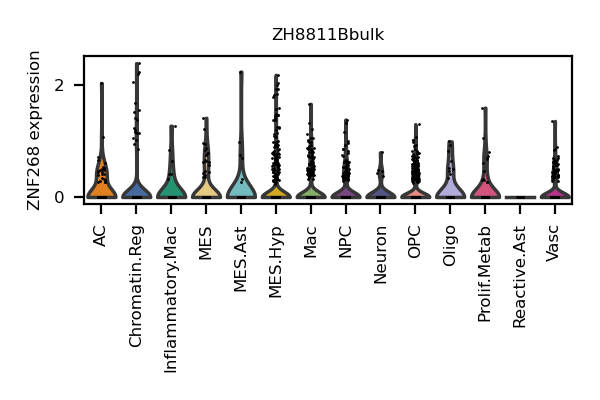 ZH8811Bbulk
ZNF268 expression
2
0
AC
Chromatin.Reg
Inflammatory.Mac
MES
MES.Ast
MES.Hyp
Mac
NPC
Neuron
OPC
Oligo
Prolif.Metab
Reactive.Ast
Vasc